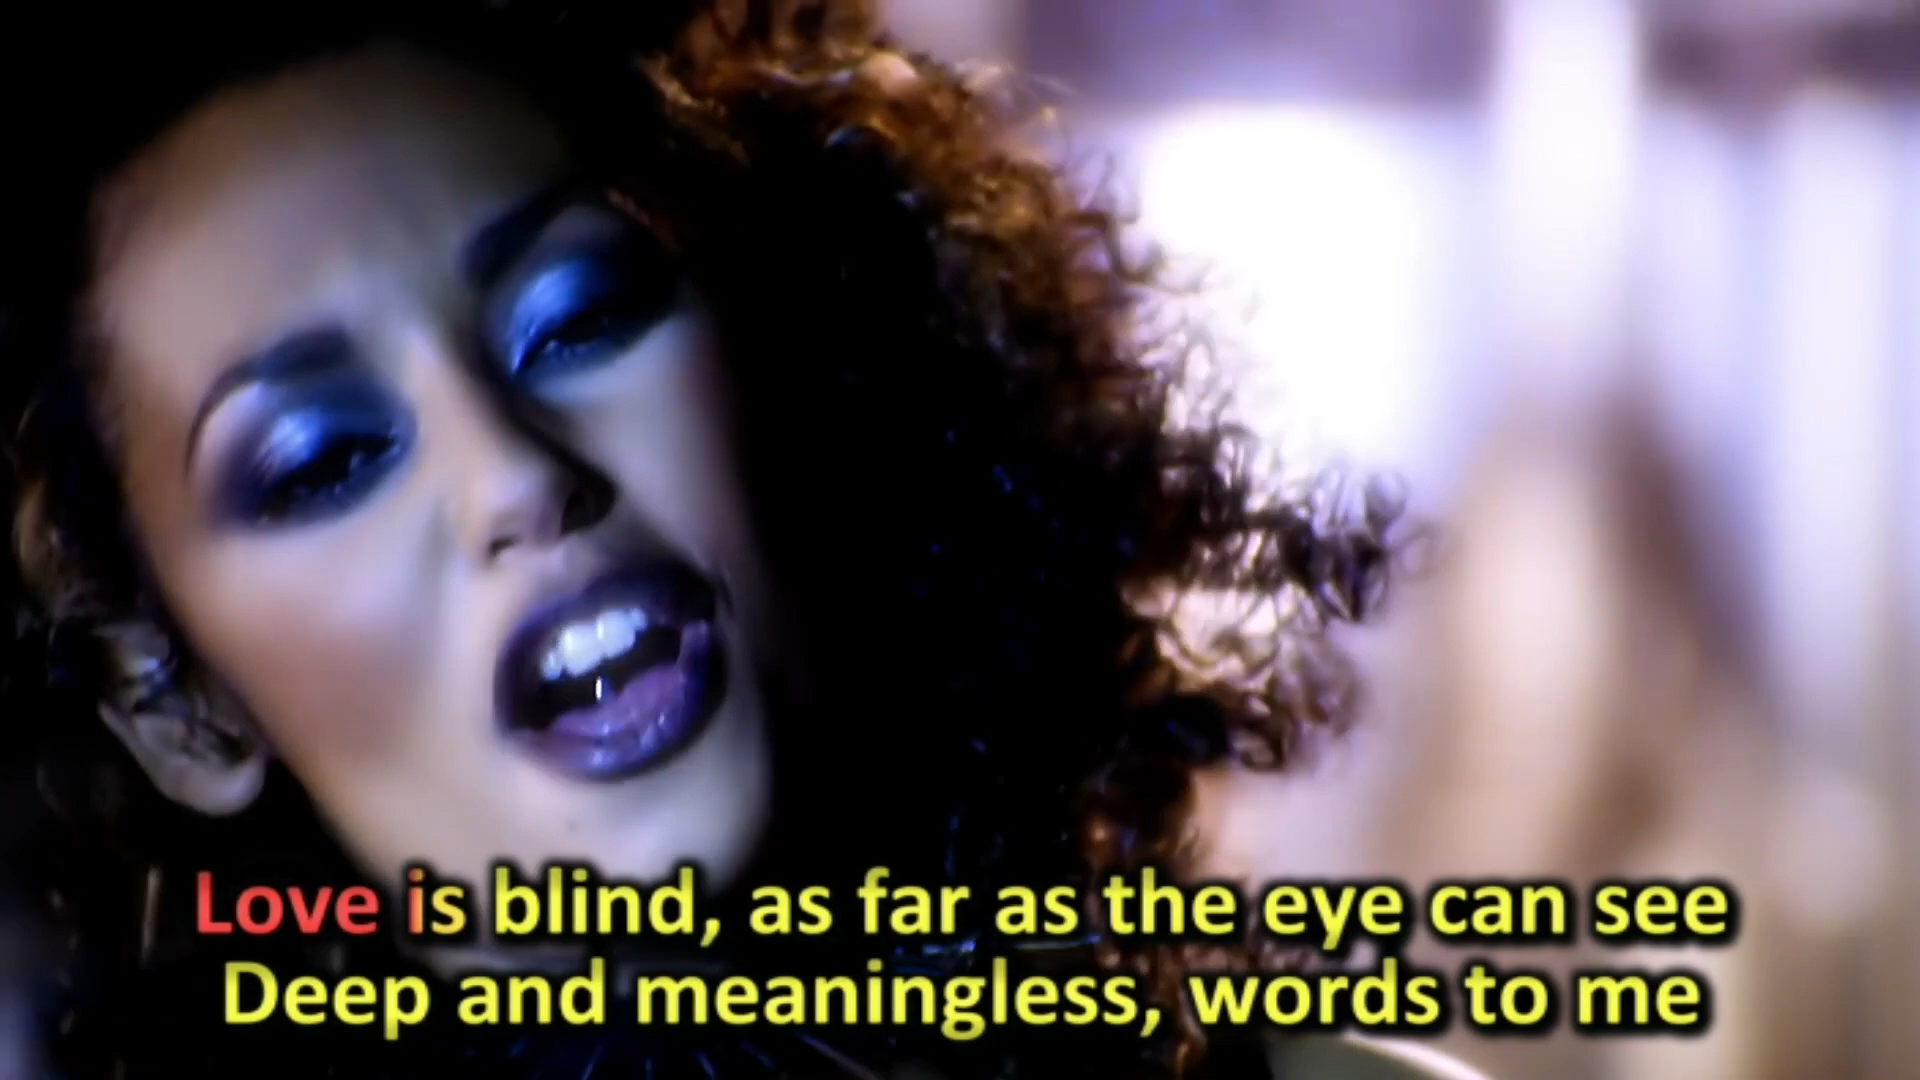 Love is blind, as far as the eye can see
Deep and meaningless, words to me